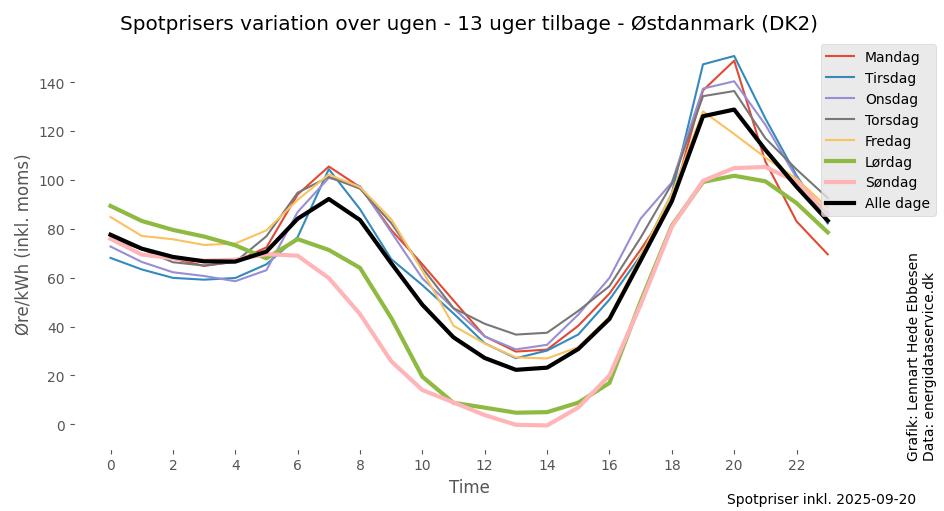 Spotprisers variation over ugen - 13 uger tilbage - Østdanmark (DK2)
Øre/kWh (inkl. moms)
140
120
100
80
60
40
20
0
0 2 4 6 8 10 12 14 16 18 20 22
Time
Mandag
Tirsdag
Onsdag
Torsdag
Fredag
Lørdag
Søndag
Alle dage
Grafik: Lennart Hede Ebbesen
Data: energidataservice.dk
Spotpriser inkl. 2025-09-20